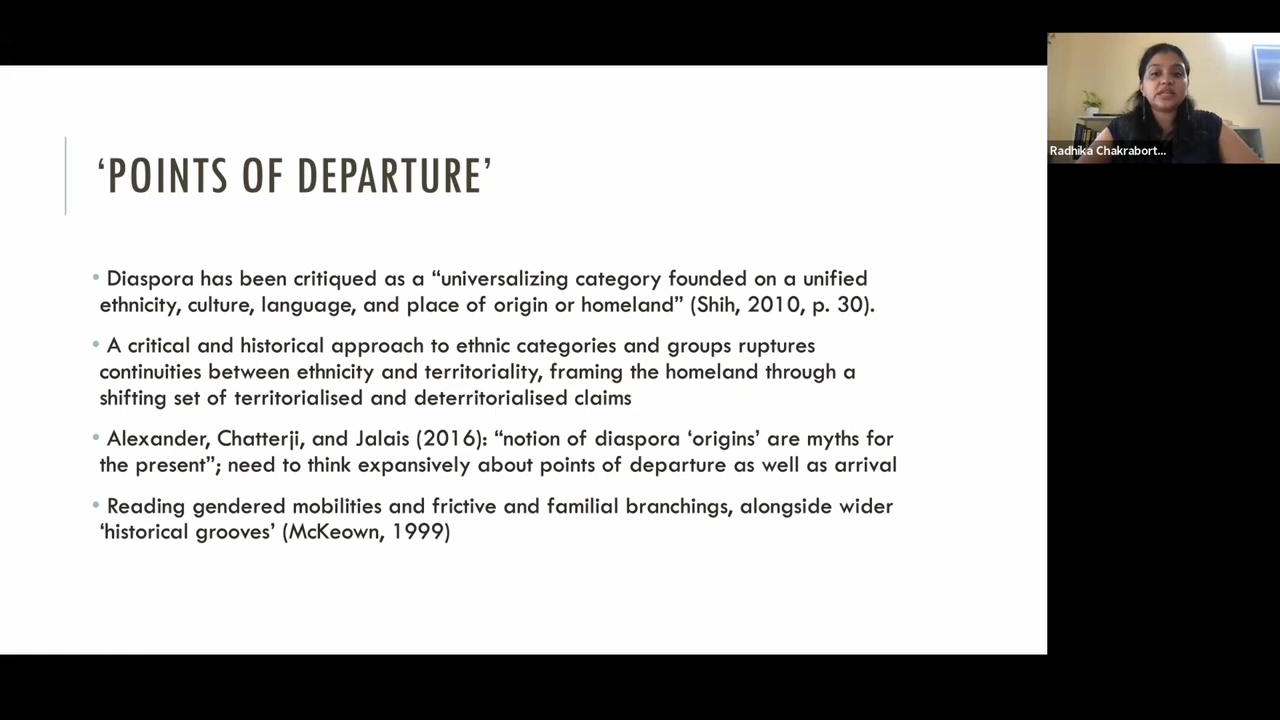 ‘POINTS OF DEPARTURE’
• Diaspora has been critiqued as a “universalizing category founded on a unified
ethnicity, culture, language, and place of origin or homeland” (Shih, 2010, p. 30).
• A critical and historical approach to ethnic categories and groups ruptures
continuities between ethnicity and territoriality, framing the homeland through a
shifting set of territorialised and deterritorialised claims
• Alexander, Chatterji, and Jalais (2016): “notion of diaspora ‘origins’ are myths for
the present”; need to think expansively about points of departure as well as arrival
• Reading gendered mobilities and frictive and familial branchings, alongside wider
‘historical grooves’ (McKeown, 1999)
Radhika Chakrabort...